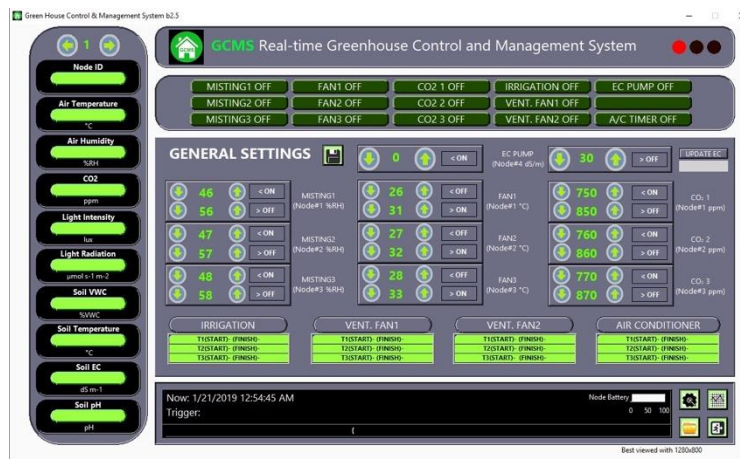 Green House Control & Management System b2.5
1
Node ID
Air Temperature
°C
Air Humidity
%RH
CO2
ppm
Light Intensity
lux
Light Radiation
µmol s-1 m-2
Soil VWC
%VWC
Soil Temperature
°C
Soil EC
dS m-1
Soil pH
pH
GCMS GCMS Real-time Greenhouse Control and Management System
MISTING1 OFF FAN1 OFF CO2 1 OFF IRRIGATION OFF EC PUMP OFF
MISTING2 OFF FAN2 OFF CO2 2 OFF VENT. FAN1 OFF
MISTING3 OFF FAN3 OFF CO2 3 OFF VENT. FAN2 OFF A/C TIMER OFF
GENERAL SETTINGS 0 < ON EC PUMP (Node#4 dS/m) 30 > OFF UPDATE EC
46 < ON
56 > OFF
MISTING1
(Node#1 %RH)
26 < OFF
31 > ON
FAN1
(Node#1 °C)
750 < ON
850 > OFF
CO₂ 1
(Node#1 ppm)
47 < ON
57 > OFF
MISTING2
(Node#2 %RH)
27 < OFF
32 > ON
FAN2
(Node#2 °C)
760 < ON
860 > OFF
CO₂ 2
(Node#2 ppm)
48 < ON
58 > OFF
MISTING3
(Node#3 %RH)
28 < OFF
33 > ON
FAN3
(Node#3 °C)
770 < ON
870 > OFF
CO₂ 3
(Node#3 ppm)
IRRIGATION VENT. FAN1 VENT. FAN2 AIR CONDITIONER
T1(START)- (FINISH)- T1(START)- (FINISH)- T1(START)- (FINISH)- T1(START)- (FINISH)-
T2(START)- (FINISH)- T2(START)- (FINISH)- T2(START)- (FINISH)- T2(START)- (FINISH)-
T3(START)- (FINISH)- T3(START)- (FINISH)- T3(START)- (FINISH)- T3(START)- (FINISH)-
Now: 1/21/2019 12:54:45 AM Node Battery
Trigger: 0 50 100
(
Best viewed with 1280x800